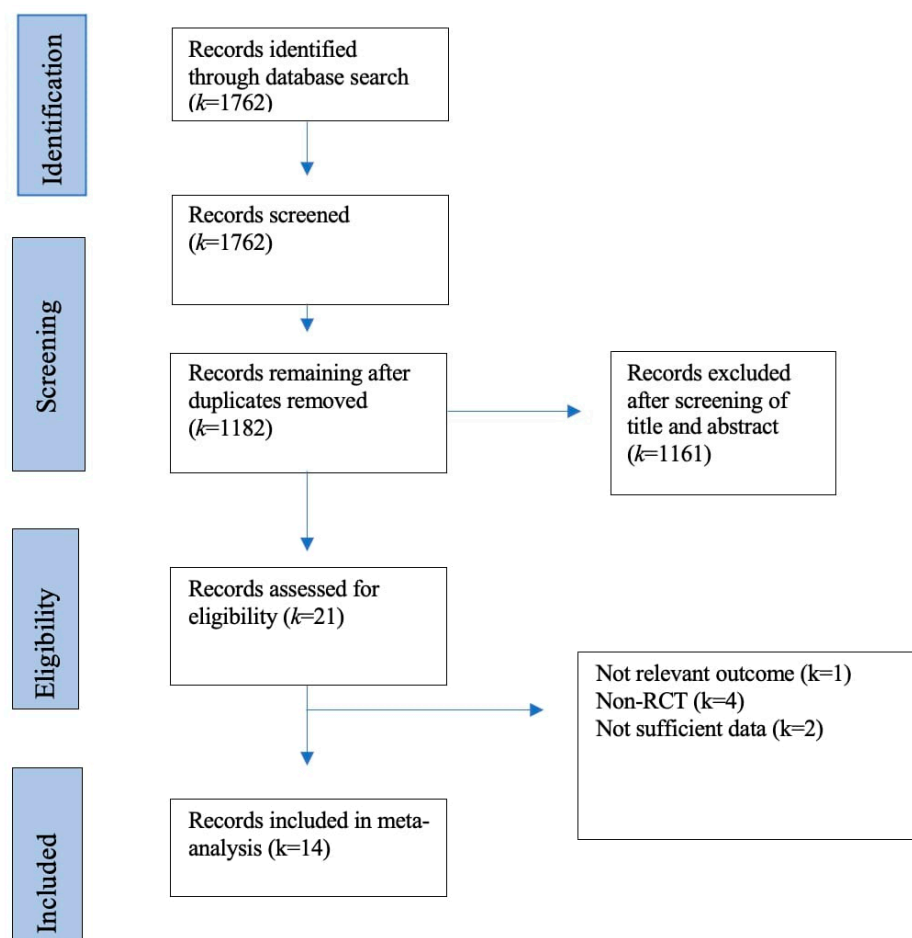 Identification
Records identified
through database search
(k=1762)
Records screened
(k=1762)
Screening
Records remaining after
duplicates removed
(k=1182)
Records excluded
after screening of
title and abstract
(k=1161)
Eligibility
Records assessed for
eligibility (k=21)
Not relevant outcome (k=1)
Non-RCT (k=4)
Not sufficient data (k=2)
Included
Records included in meta-
analysis (k=14)